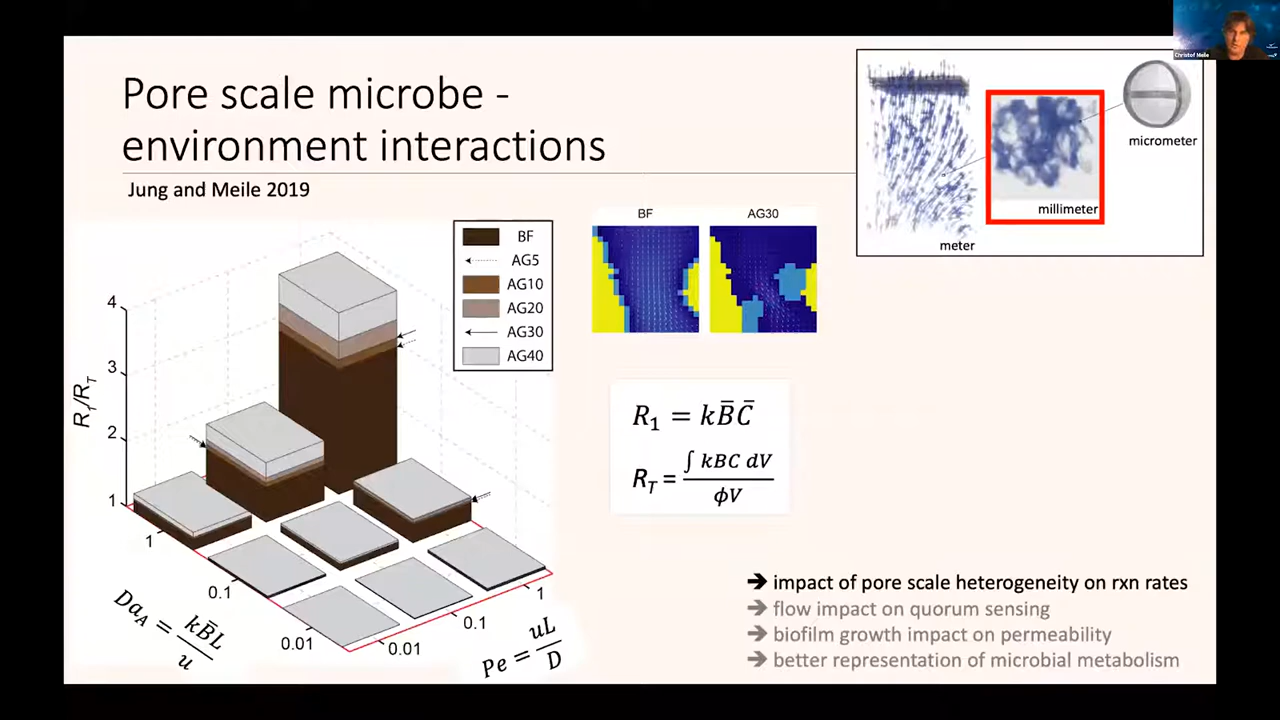 Pore scale microbe -
environment interactions
Jung and Meile 2019
Christof Meile
meter
millimeter
micrometer
BF
AG5
AG10
AG20
AG30
AG40
BF
AG30
R₁/R_T
4
3
2
1
1
0.1
0.01
0.01
0.1
1
Da_A = kB̄L/u
Pe = uL/D
R₁ = kB̄C̄
R_T = ∫ kBC dV / ϕV
➔ impact of pore scale heterogeneity on rxn rates
➔ flow impact on quorum sensing
➔ biofilm growth impact on permeability
➔ better representation of microbial metabolism